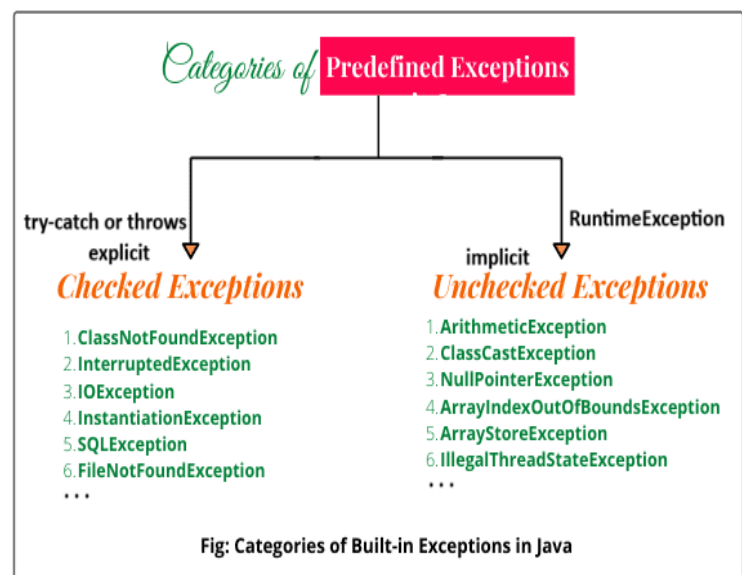 Categories of Predefined Exceptions
try-catch or throws
explicit
Checked Exceptions
1. ClassNotFoundException
2. InterruptedException
3. IOException
4. InstantiationException
5. SQLException
6. FileNotFoundException
...
RuntimeException
implicit
Unchecked Exceptions
1. ArithmeticException
2. ClassCastException
3. NullPointerException
4. ArrayIndexOutOfBoundsException
5. ArrayStoreException
6. IllegalThreadStateException
...
Fig: Categories of Built-in Exceptions in Java